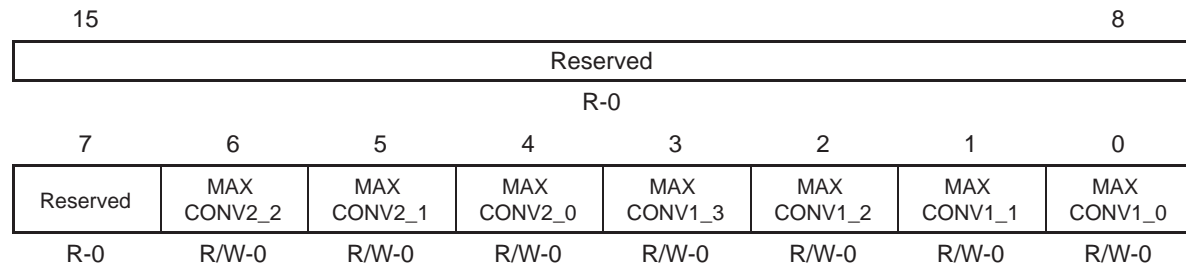 15 8
Reserved
R-0
7 6 5 4 3 2 1 0
Reserved MAX CONV2_2 MAX CONV2_1 MAX CONV2_0 MAX CONV1_3 MAX CONV1_2 MAX CONV1_1 MAX CONV1_0
R-0 R/W-0 R/W-0 R/W-0 R/W-0 R/W-0 R/W-0 R/W-0